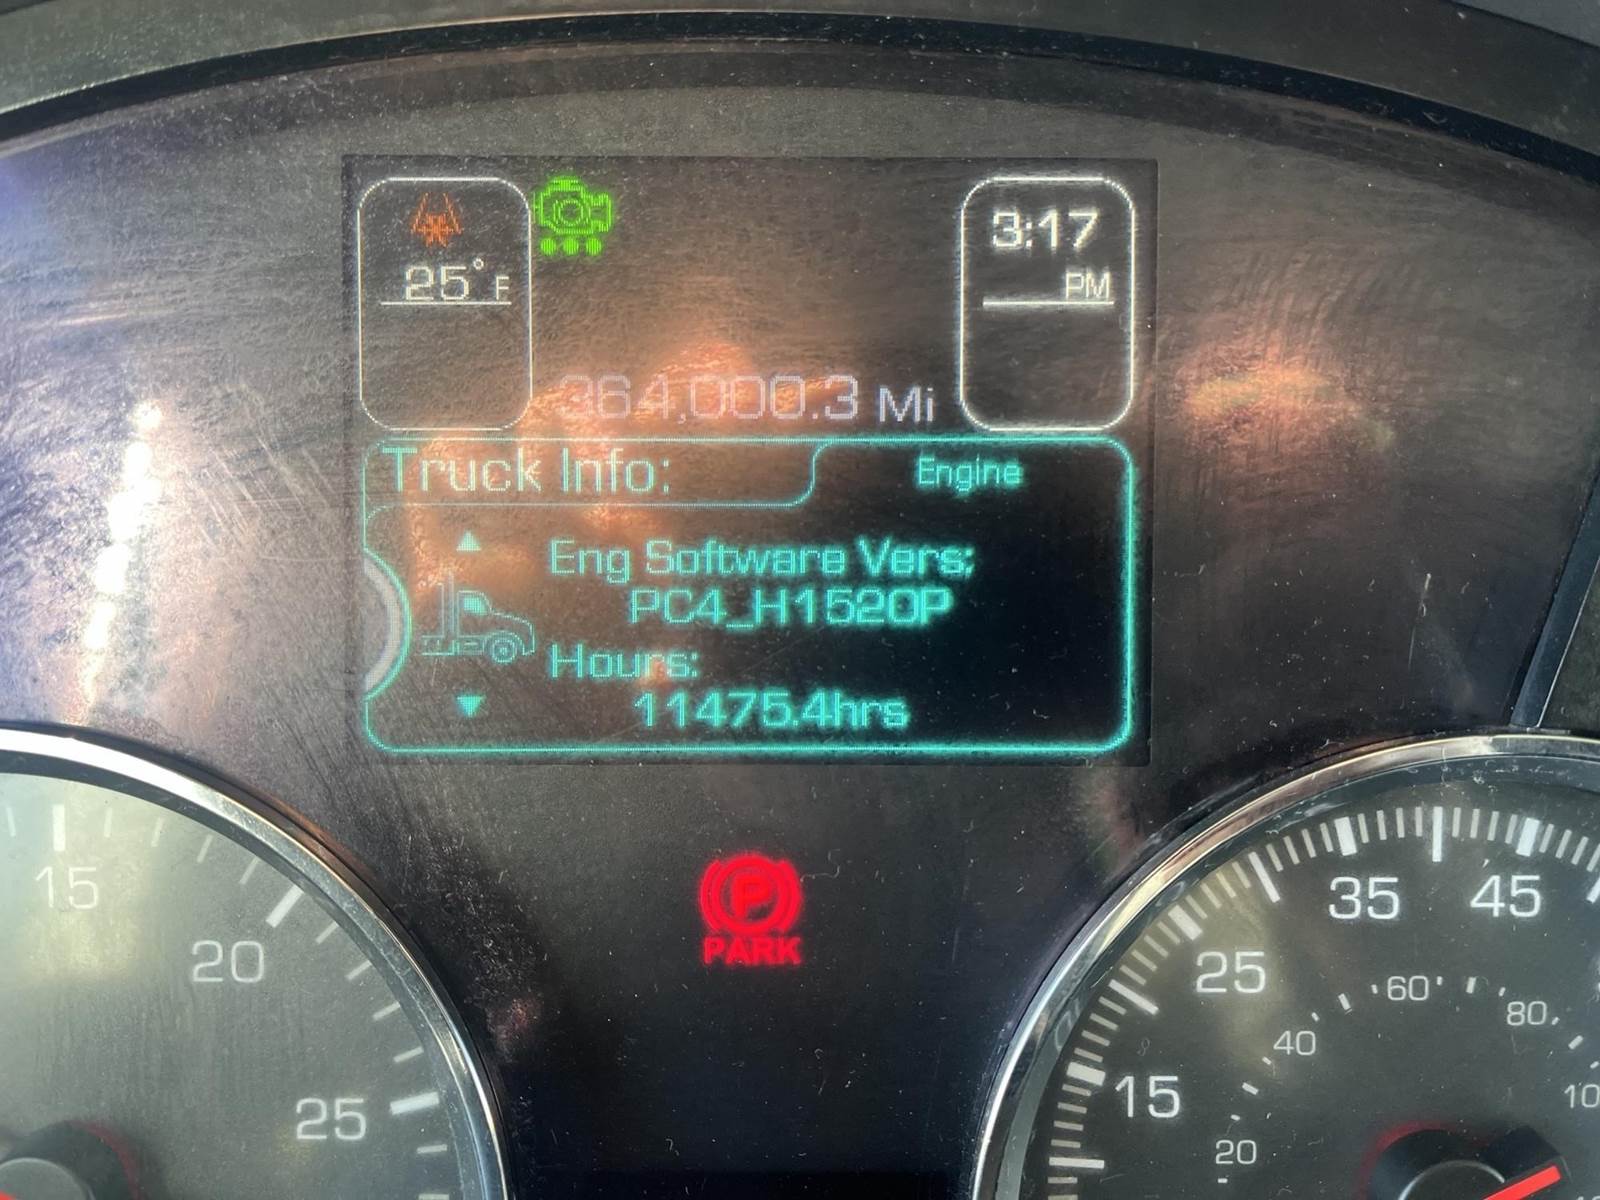 25°F
3:17
PM
364,000.3 Mi
Truck Info:
Engine
Eng Software Vers:
PC4_H1520P
Hours:
11475.4hrs
P
PARK
15
20
25
15
25
35
45
20
40
60
80